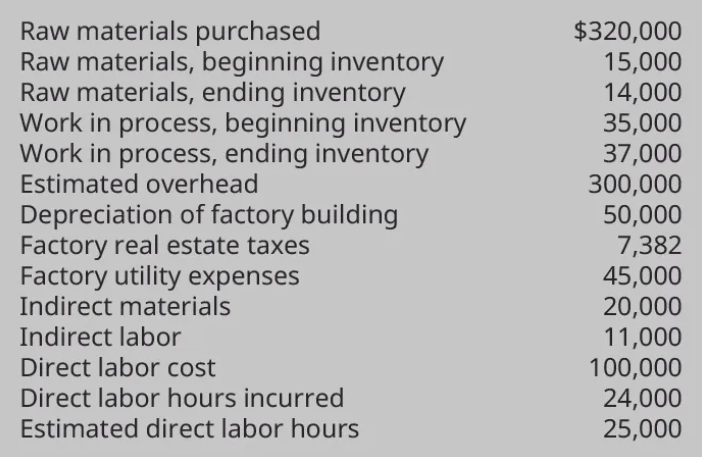 Raw materials purchased $320,000
Raw materials, beginning inventory 15,000
Raw materials, ending inventory 14,000
Work in process, beginning inventory 35,000
Work in process, ending inventory 37,000
Estimated overhead 300,000
Depreciation of factory building 50,000
Factory real estate taxes 7,382
Factory utility expenses 45,000
Indirect materials 20,000
Indirect labor 11,000
Direct labor cost 100,000
Direct labor hours incurred 24,000
Estimated direct labor hours 25,000